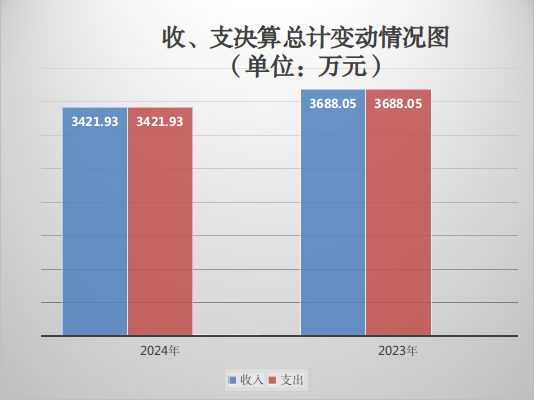 收、支决算总计变动情况图
（单位：万元）
3421.93 3421.93
3688.05 3688.05
2024年 2023年
收入 支出